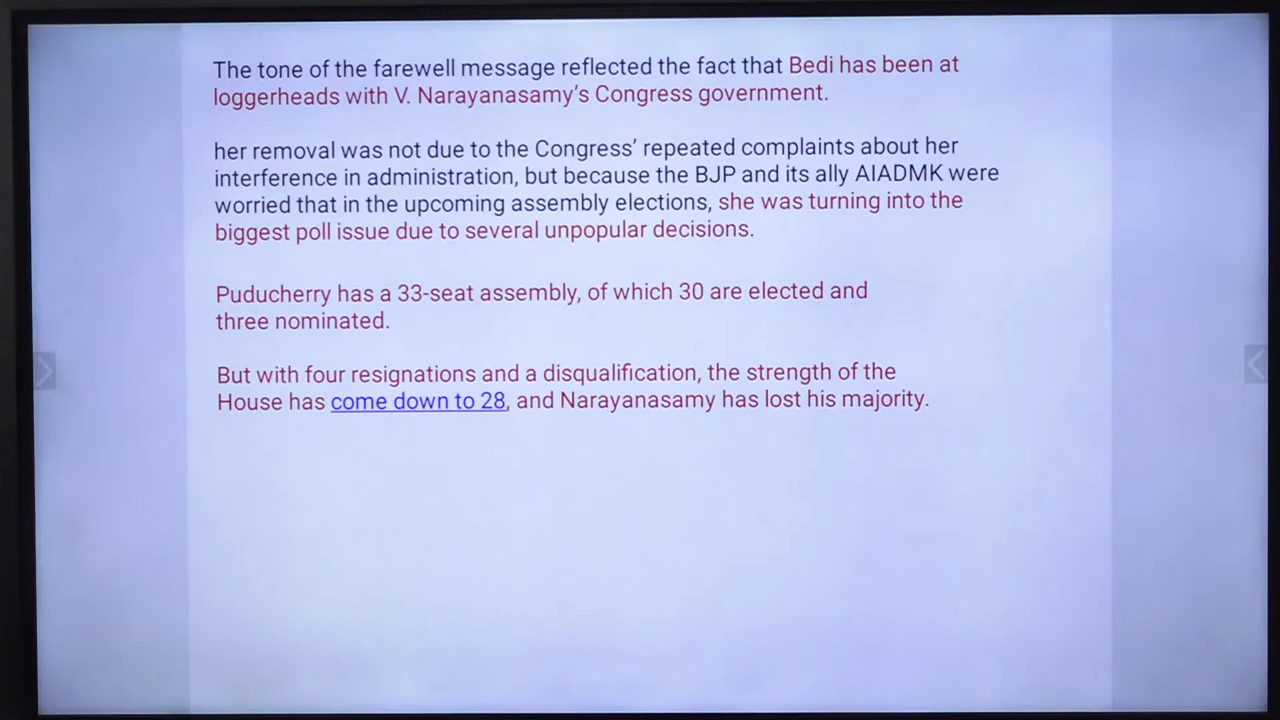 The tone of the farewell message reflected the fact that Bedi has been at
loggerheads with V. Narayanasamy's Congress government.
her removal was not due to the Congress' repeated complaints about her
interference in administration, but because the BJP and its ally AIADMK were
worried that in the upcoming assembly elections, she was turning into the
biggest poll issue due to several unpopular decisions.
Puducherry has a 33-seat assembly, of which 30 are elected and
three nominated.
But with four resignations and a disqualification, the strength of the
House has come down to 28, and Narayanasamy has lost his majority.